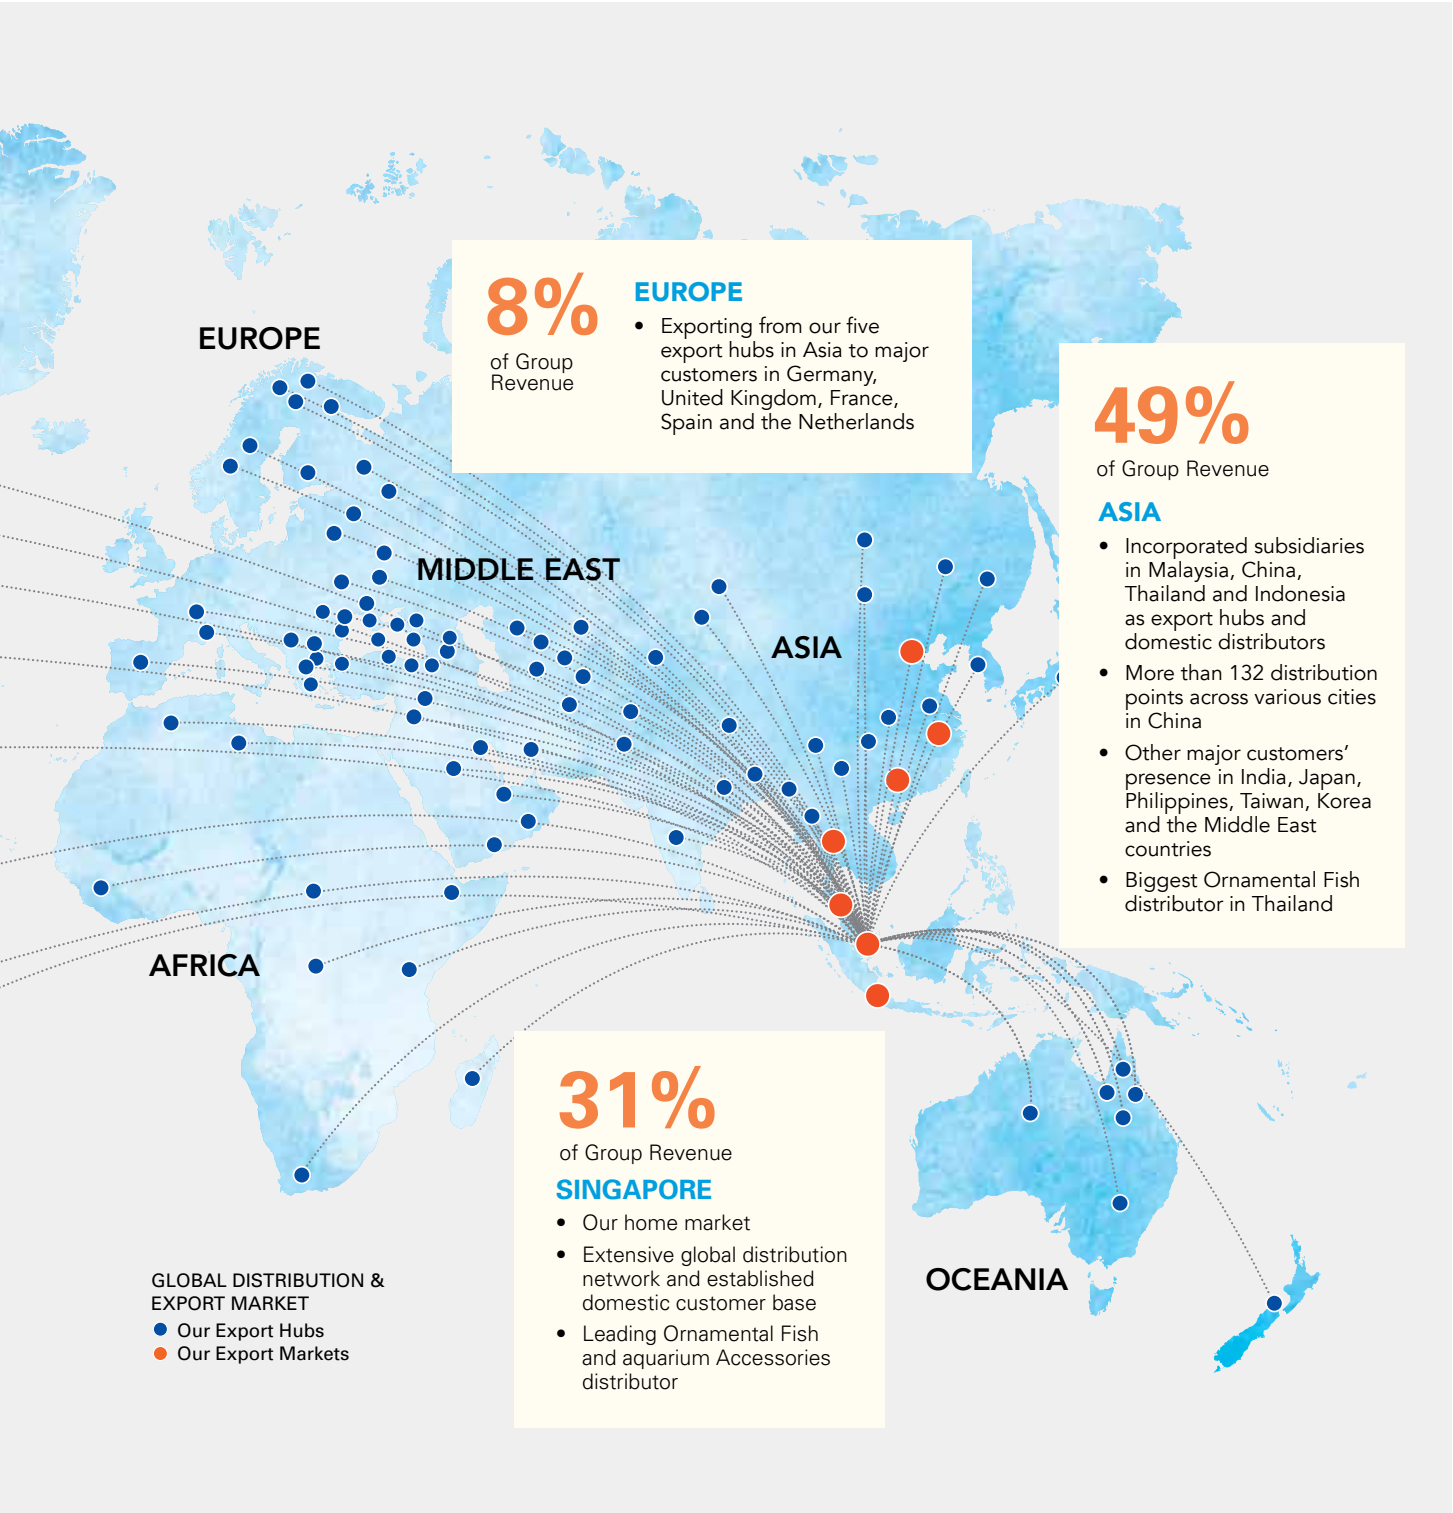 8%
of Group
Revenue
EUROPE
• Exporting from our five
export hubs in Asia to major
customers in Germany,
United Kingdom, France,
Spain and the Netherlands
EUROPE
49%
of Group Revenue
ASIA
• Incorporated subsidiaries
in Malaysia, China,
Thailand and Indonesia
as export hubs and
domestic distributors
• More than 132 distribution
points across various cities
in China
• Other major customers’
presence in India, Japan,
Philippines, Taiwan, Korea
and the Middle East
countries
• Biggest Ornamental Fish
distributor in Thailand
MIDDLE EAST
ASIA
AFRICA
31%
of Group Revenue
SINGAPORE
• Our home market
• Extensive global distribution
network and established
domestic customer base
• Leading Ornamental Fish
and aquarium Accessories
distributor
OCEANIA
GLOBAL DISTRIBUTION &
EXPORT MARKET
Our Export Hubs
Our Export Markets